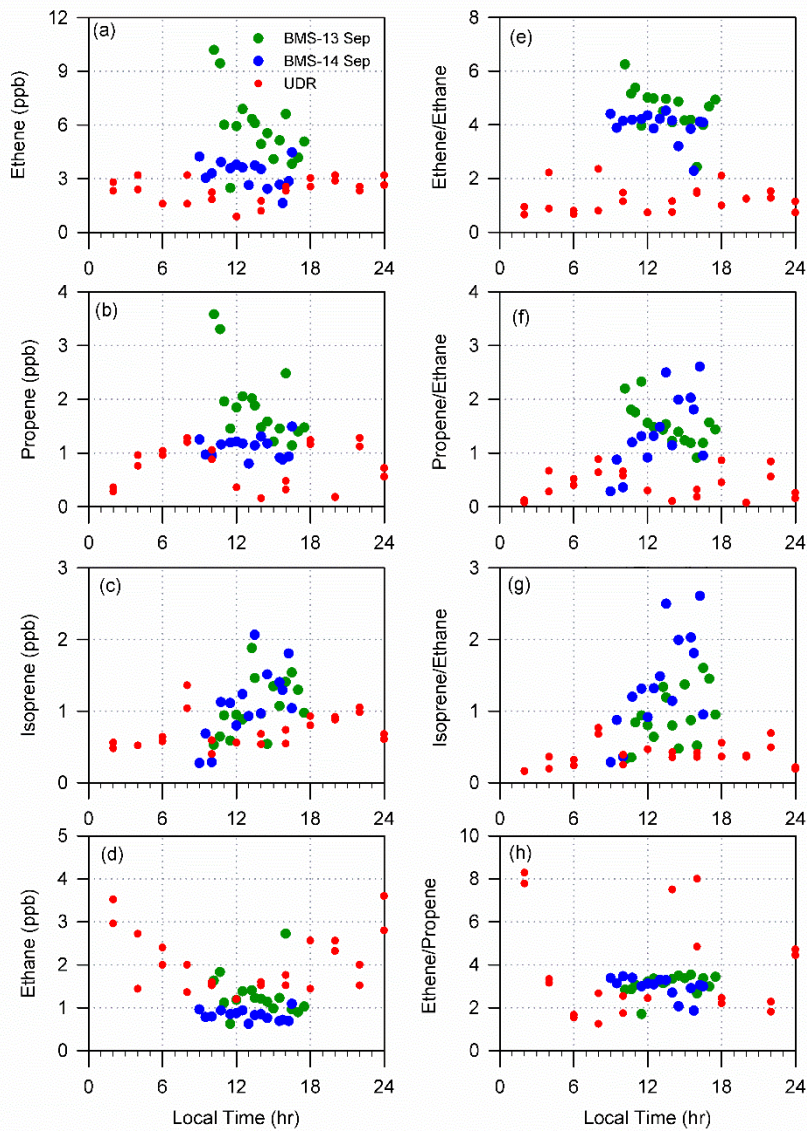 (a)
BMS-13 Sep
BMS-14 Sep
UDR
Ethene (ppb)
12
9
6
3
0
0 6 12 18 24
(e)
Ethene/Ethane
8
6
4
2
0
0 6 12 18 24
(b)
Propene (ppb)
4
3
2
1
0
0 6 12 18 24
(f)
Propene/Ethane
4
3
2
1
0
0 6 12 18 24
(c)
Isoprene (ppb)
3
2
1
0
0 6 12 18 24
(g)
Isoprene/Ethane
3
2
1
0
0 6 12 18 24
(d)
Ethane (ppb)
5
4
3
2
1
0
0 6 12 18 24
Local Time (hr)
(h)
Ethene/Propene
10
8
6
4
2
0
0 6 12 18 24
Local Time (hr)